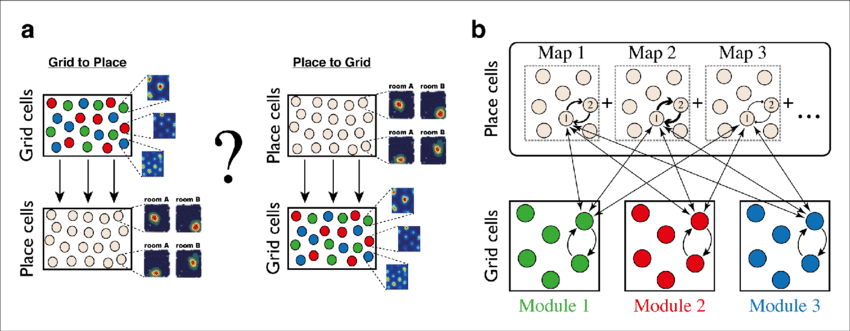 a
Grid to Place
Grid cells
Place cells
room A room B
room A room B
?
Place to Grid
Place cells
room A room B
room A room B
Grid cells
b
Map 1 Map 2 Map 3
Place cells
1 2 + 1 2 + 1 2 + ...
Grid cells
Module 1 Module 2 Module 3